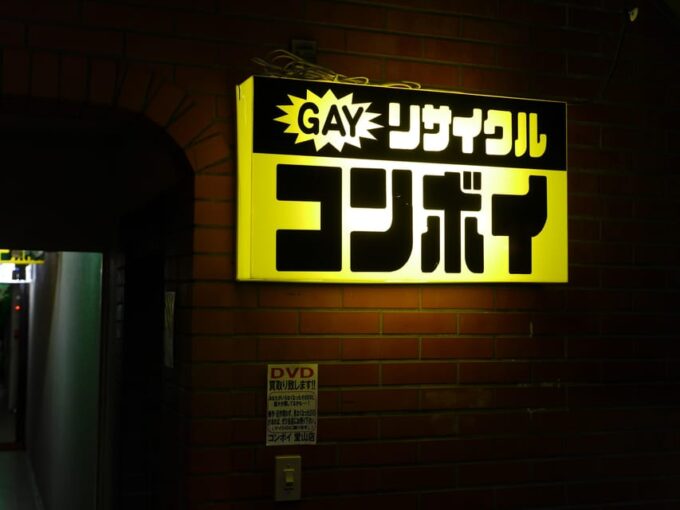 GAY リサイクル
コンボイ
DVD
買取り致します!!
コンボイ 堂山店